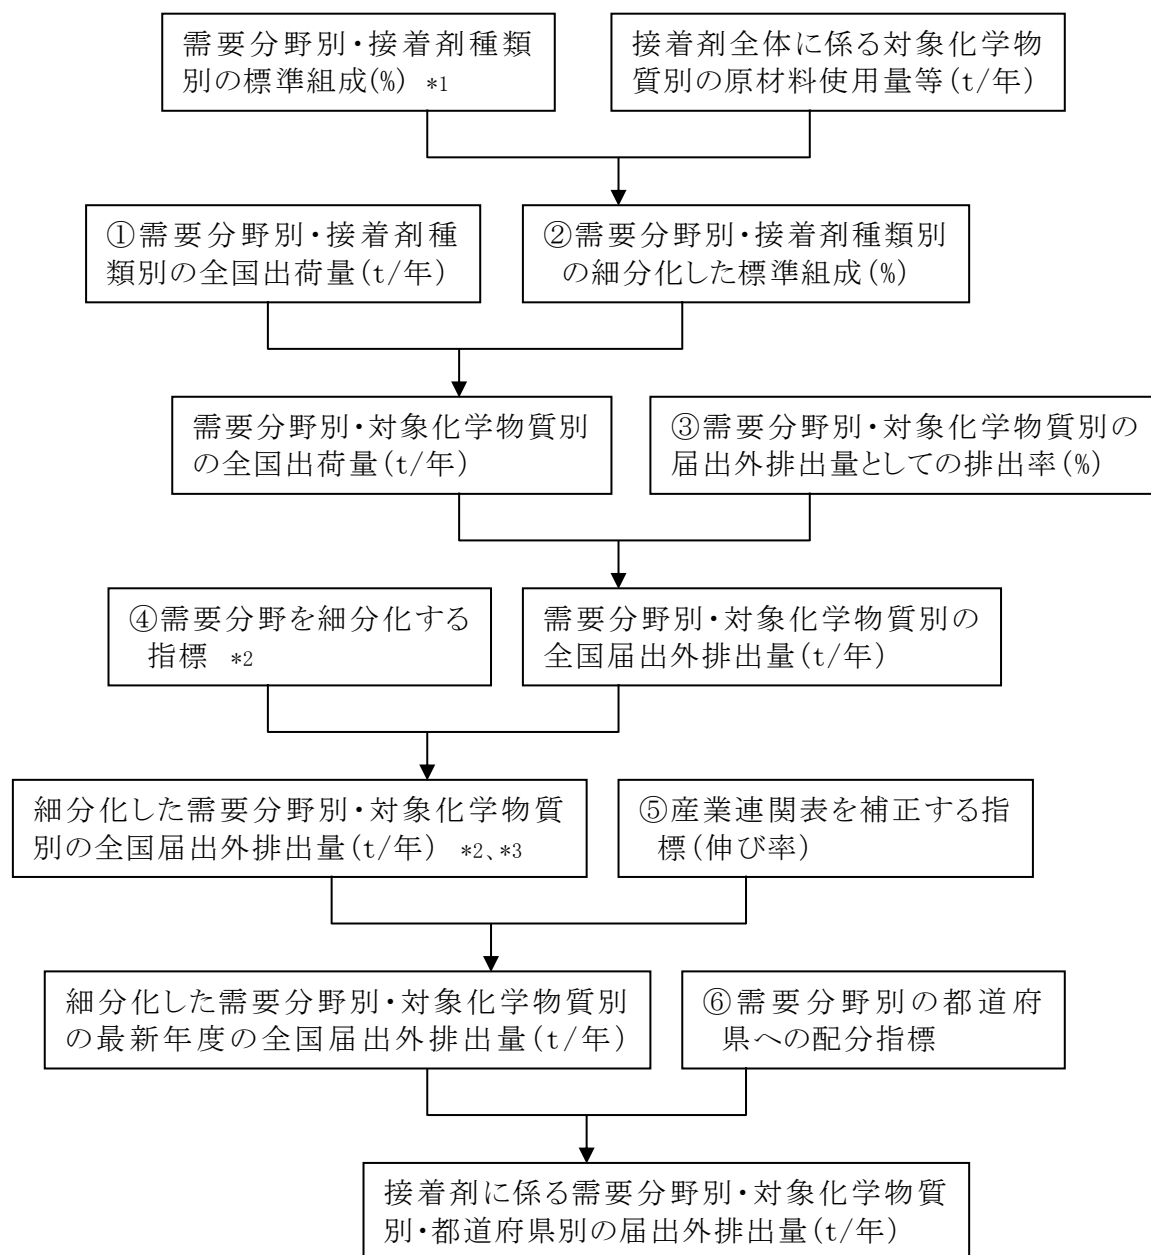 需要分野別・接着剤種類
別の標準組成(%) *1
接着剤全体に係る対象化学物
質別の原材料使用量等(t/年)
①需要分野別・接着剤種
類別の全国出荷量(t/年)
②需要分野別・接着剤種類別
の細分化した標準組成(%)
需要分野別・対象化学物質別
の全国出荷量(t/年)
③需要分野別・対象化学物質別の
届出外排出量としての排出率(%)
④需要分野を細分化する
指標 *2
需要分野別・対象化学物質別の
全国届出外排出量(t/年)
細分化した需要分野別・対象化学物質
別の全国届出外排出量(t/年) *2、*3
⑤産業連関表を補正する指
標(伸び率)
細分化した需要分野別・対象化学物質別
の最新年度の全国届出外排出量(t/年)
⑥需要分野別の都道府
県への配分指標
接着剤に係る需要分野別・対象化学物質
別・都道府県別の届出外排出量(t/年)